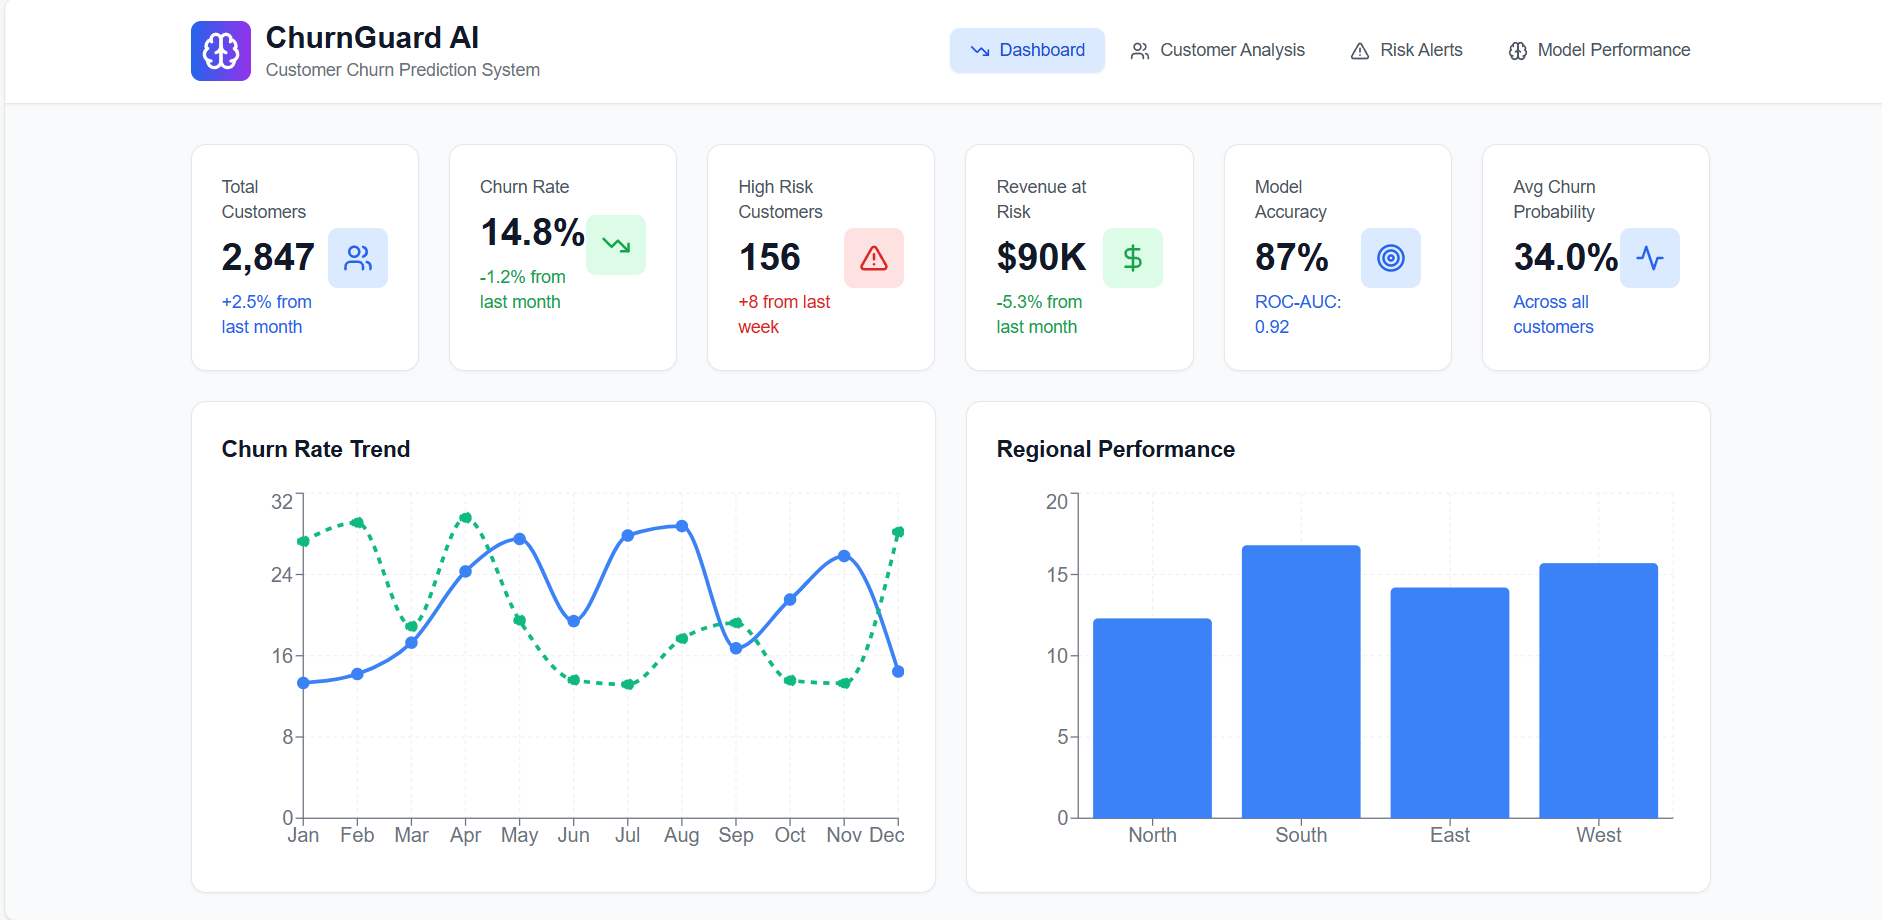 ChurnGuard AI
Customer Churn Prediction System
Dashboard
Customer Analysis
Risk Alerts
Model Performance
Total
Customers
2,847
+2.5% from
last month
Churn Rate
14.8%
-1.2% from
last month
High Risk
Customers
156
+8 from last
week
Revenue at
Risk
$90K
-5.3% from
last month
Model
Accuracy
87%
ROC-AUC:
0.92
Avg Churn
Probability
34.0%
Across all
customers
Churn Rate Trend
32
24
16
8
0
Jan Feb Mar Apr May Jun Jul Aug Sep Oct Nov Dec
Regional Performance
20
15
10
5
0
North South East West